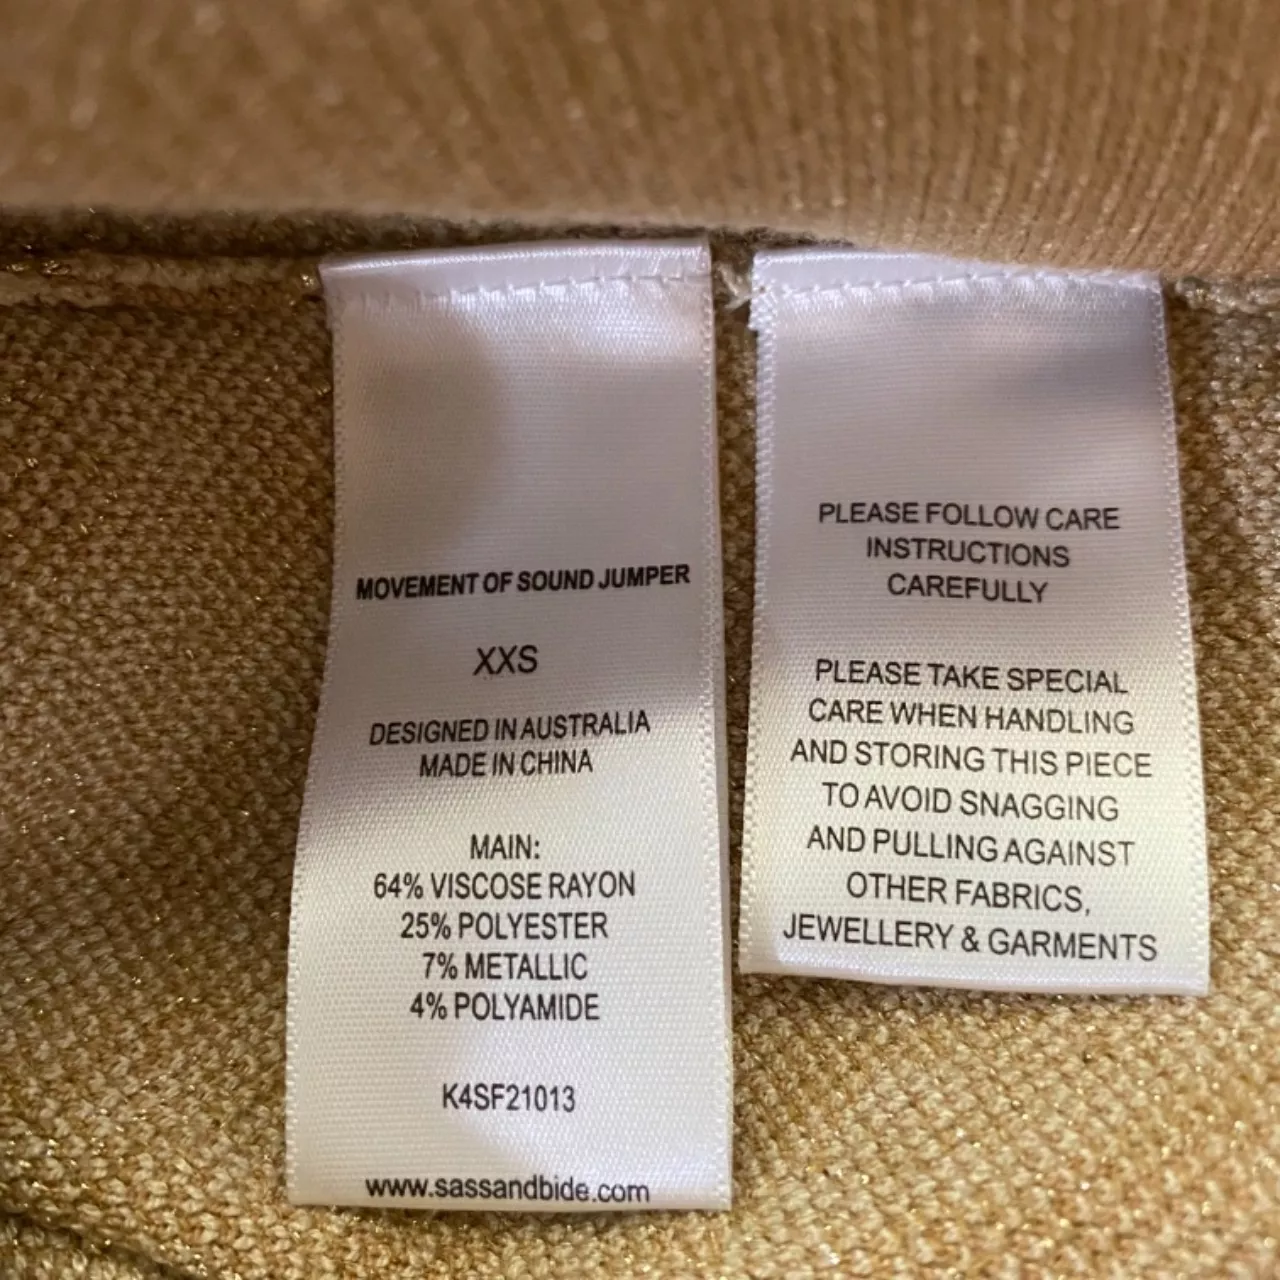 MOVEMENT OF SOUND JUMPER
XXS
DESIGNED IN AUSTRALIA
MADE IN CHINA
MAIN:
64% VISCOSE RAYON
25% POLYESTER
7% METALLIC
4% POLYAMIDE
K4SF21013
www.sassandbide.com
PLEASE FOLLOW CARE
INSTRUCTIONS
CAREFULLY
PLEASE TAKE SPECIAL
CARE WHEN HANDLING
AND STORING THIS PIECE
TO AVOID SNAGGING
AND PULLING AGAINST
OTHER FABRICS,
JEWELLERY & GARMENTS